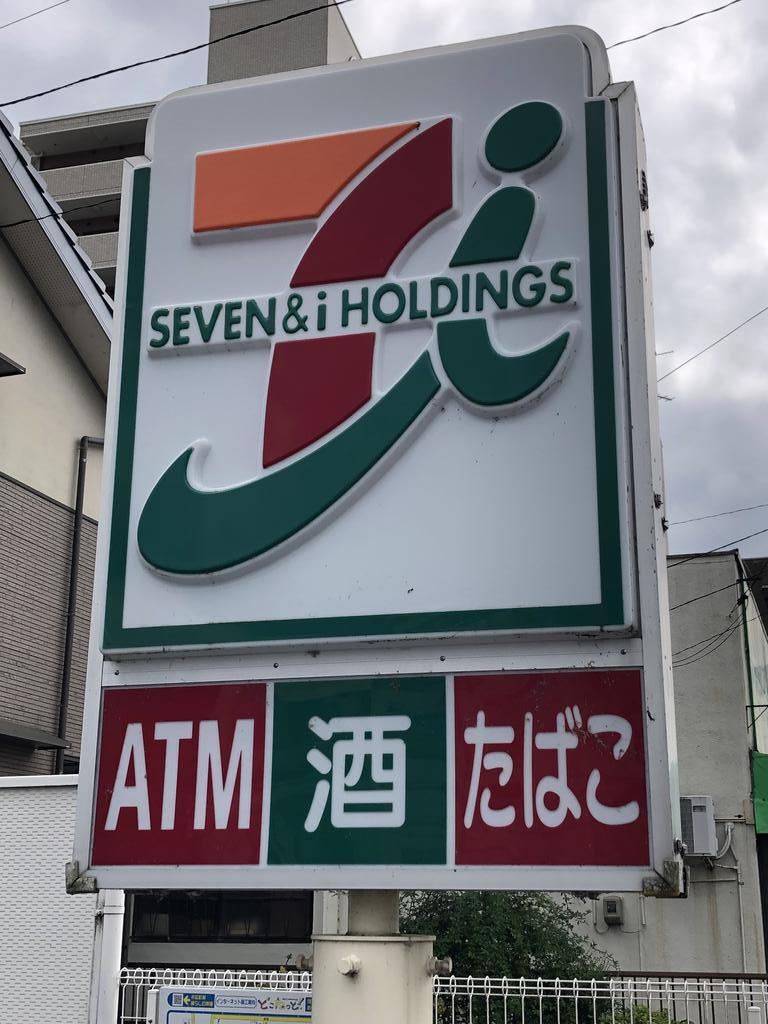 SEVEN & i HOLDINGS
ATM
酒
たばこ